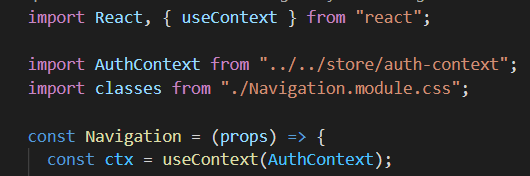 import React, { useContext } from "react";
import AuthContext from "../../store/auth-context";
import classes from "./Navigation.module.css";
const Navigation = (props) => {
const ctx = useContext(AuthContext);